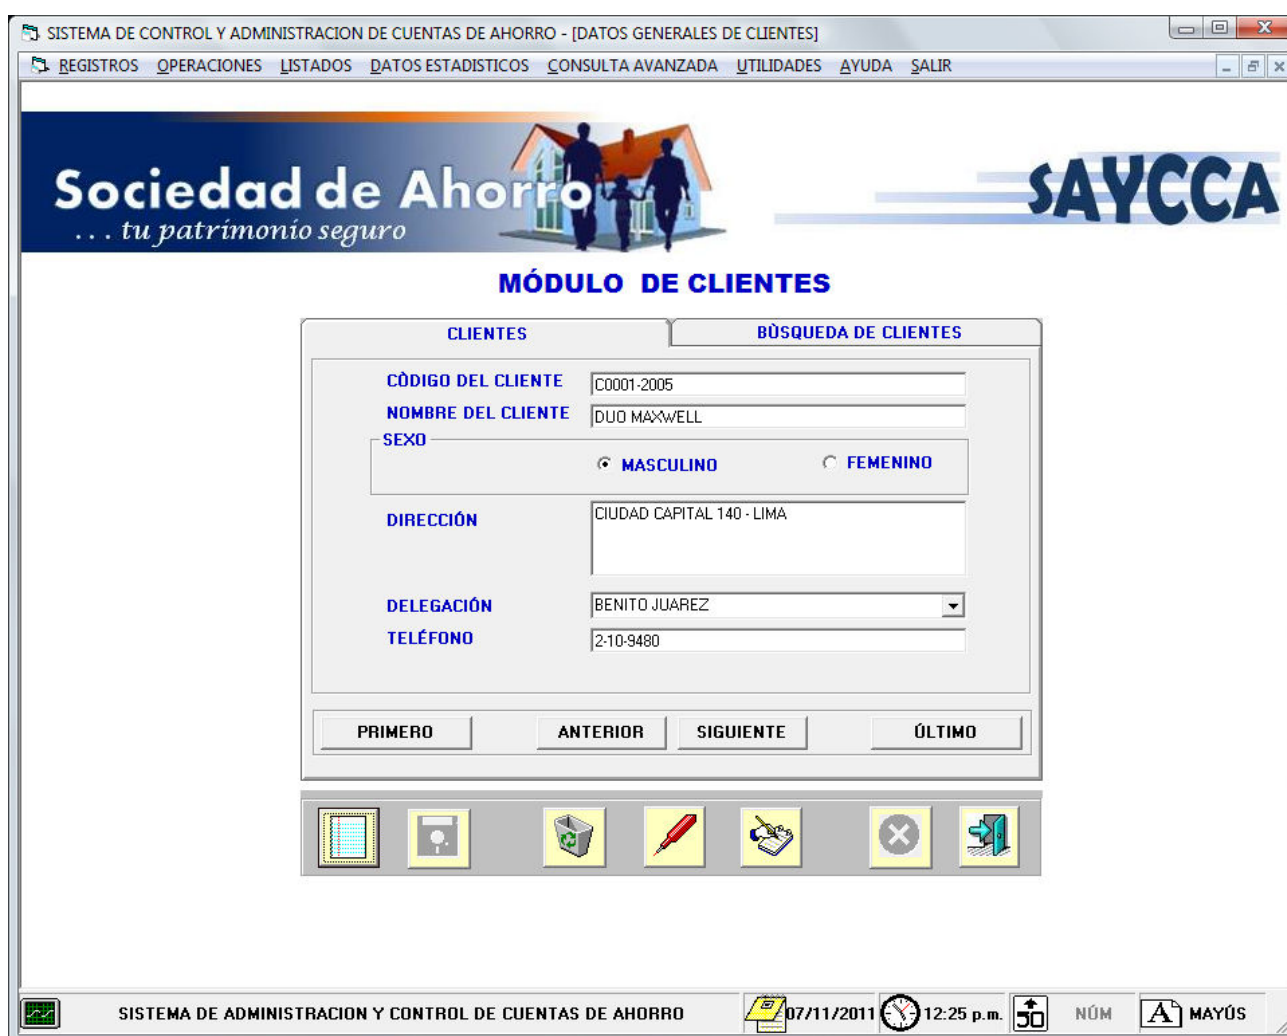 SISTEMA DE CONTROL Y ADMINISTRACION DE CUENTAS DE AHORRO - [DATOS GENERALES DE CLIENTES]
REGISTROS OPERACIONES LISTADOS DATOS ESTADISTICOS CONSULTA AVANZADA UTILIDADES AYUDA SALIR
Sociedad de Ahorro
... tu patrimonio seguro
SAYCCA
MÓDULO DE CLIENTES
CLIENTES BÙSQUEDA DE CLIENTES
CÒDIGO DEL CLIENTE C0001-2005
NOMBRE DEL CLIENTE DUO MAXWELL
SEXO
MASCULINO FEMENINO
DIRECCIÓN CIUDAD CAPITAL 140 - LIMA
DELEGACIÓN BENITO JUAREZ
TELÉFONO 2-10-9480
PRIMERO ANTERIOR SIGUIENTE ÚLTIMO
SISTEMA DE ADMINISTRACION Y CONTROL DE CUENTAS DE AHORRO 07/11/2011 12:25 p.m. NÚM A MAYÚS